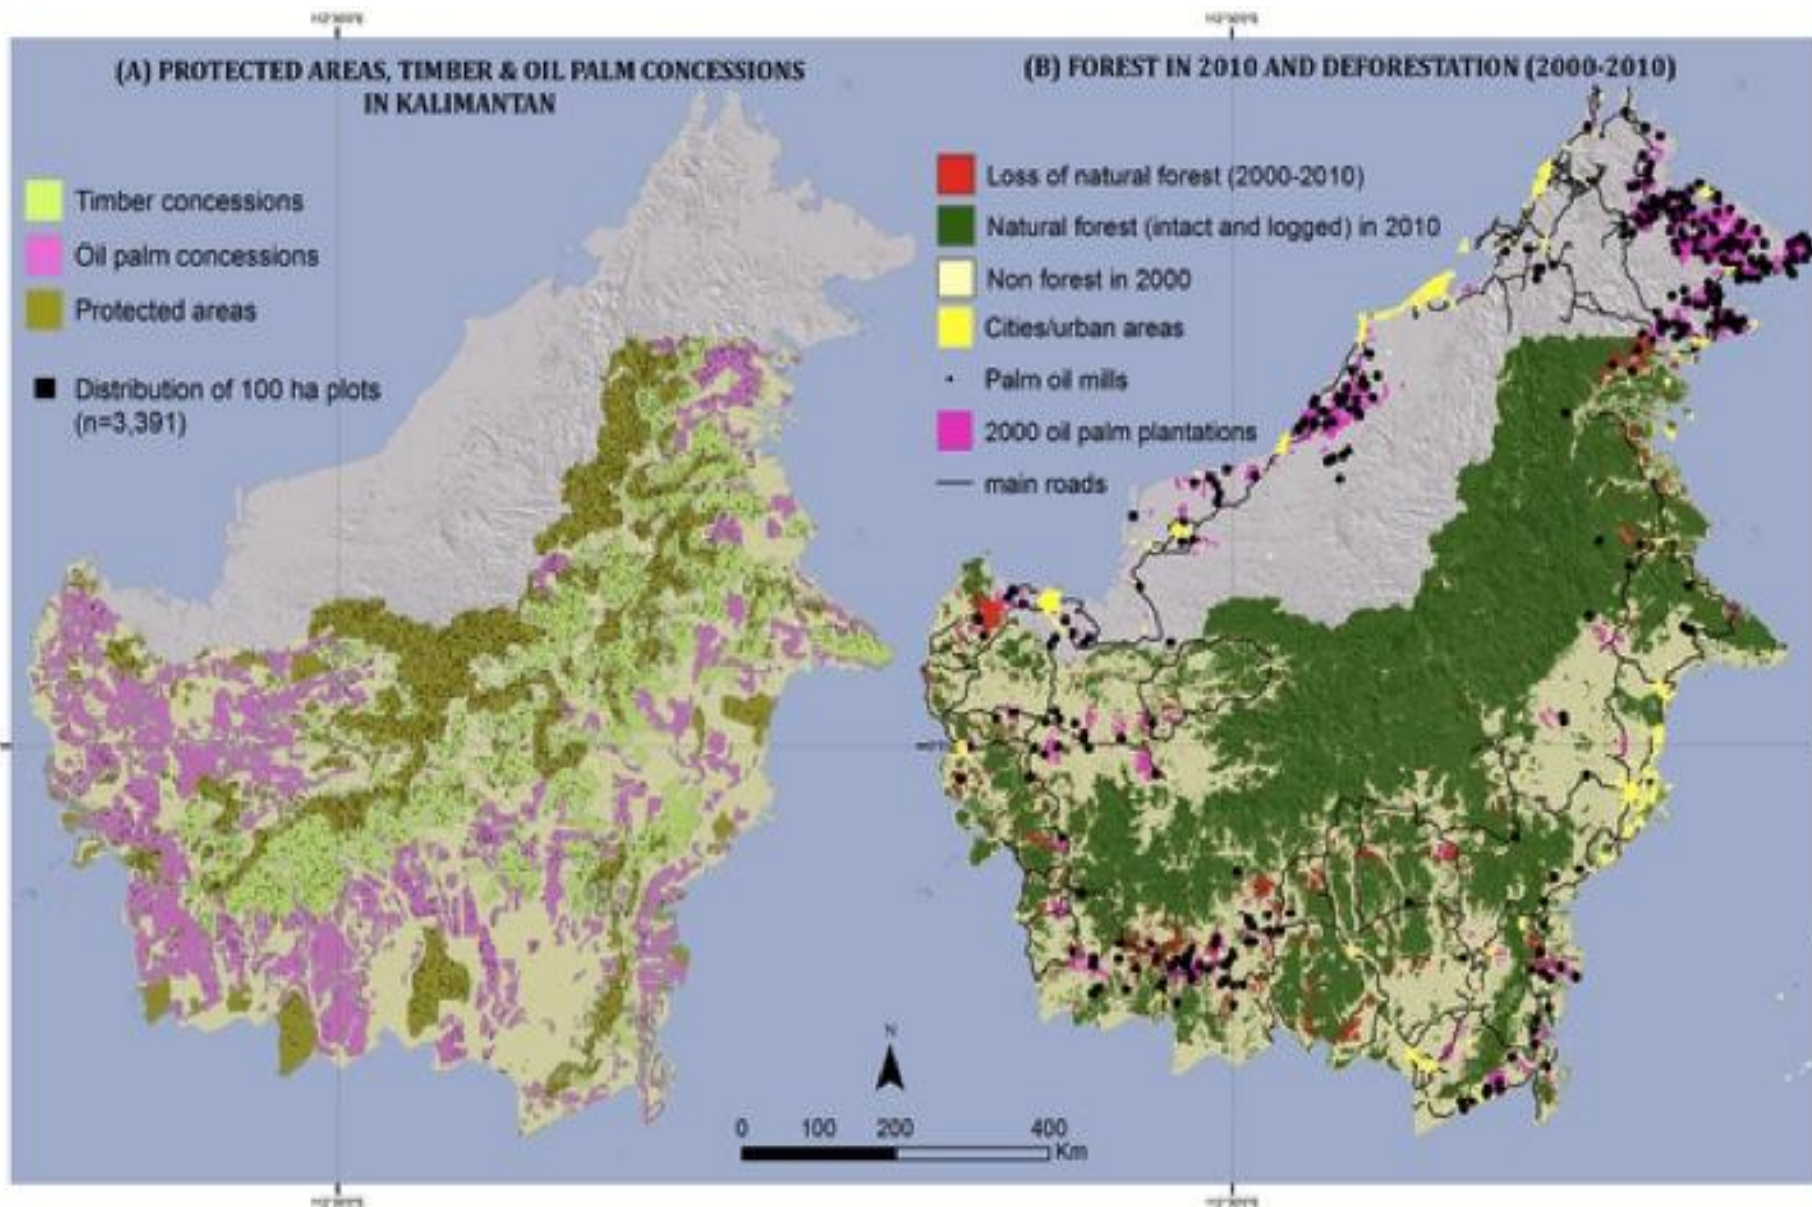 (A) PROTECTED AREAS, TIMBER & OIL PALM CONCESSIONS
IN KALIMANTAN
Timber concessions
Oil palm concessions
Protected areas
Distribution of 100 ha plots
(n=3,391)
(B) FOREST IN 2010 AND DEFORESTATION (2000-2010)
Loss of natural forest (2000-2010)
Natural forest (intact and logged) in 2010
Non forest in 2000
Cities/urban areas
Palm oil mills
2000 oil palm plantations
main roads
N
0 100 200 400
Km